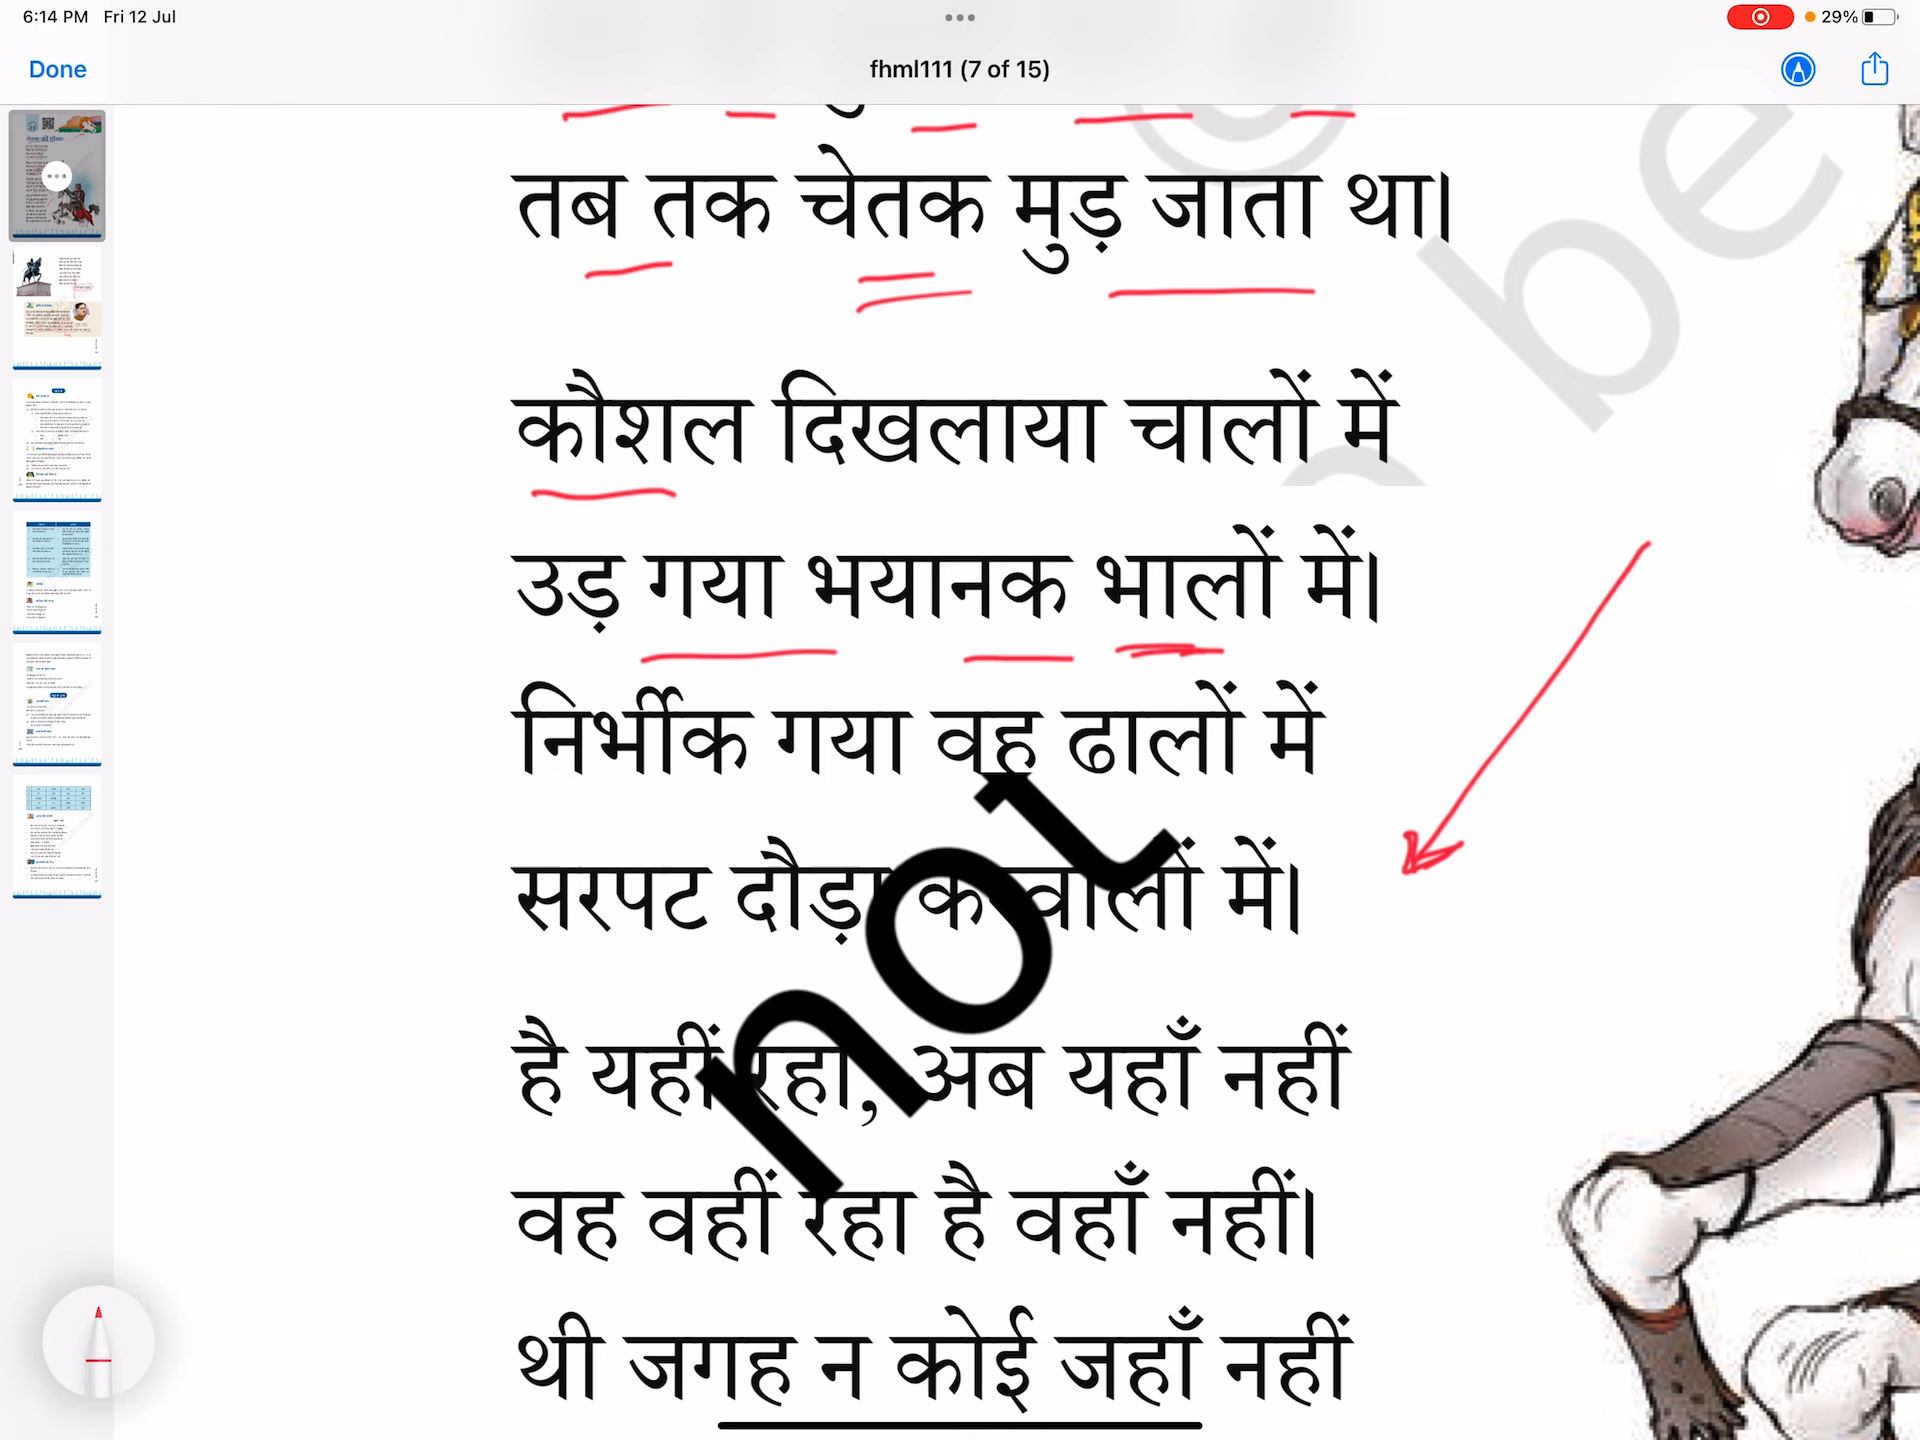 6:14 PM Fri 12 Jul
29%
Done
fhml111 (7 of 15)
be
तब तक चेतक मुड़ जाता था।
कौशल दिखलाया चालों में
उड़ गया भयानक भालों में।
निर्भीक गया वह ढालों में
सरपट दौड़ा करवालों में।
not
है यहीं रहा, अब यहाँ नहीं
वह वहीं रहा है वहाँ नहीं।
थी जगह न कोई जहाँ नहीं